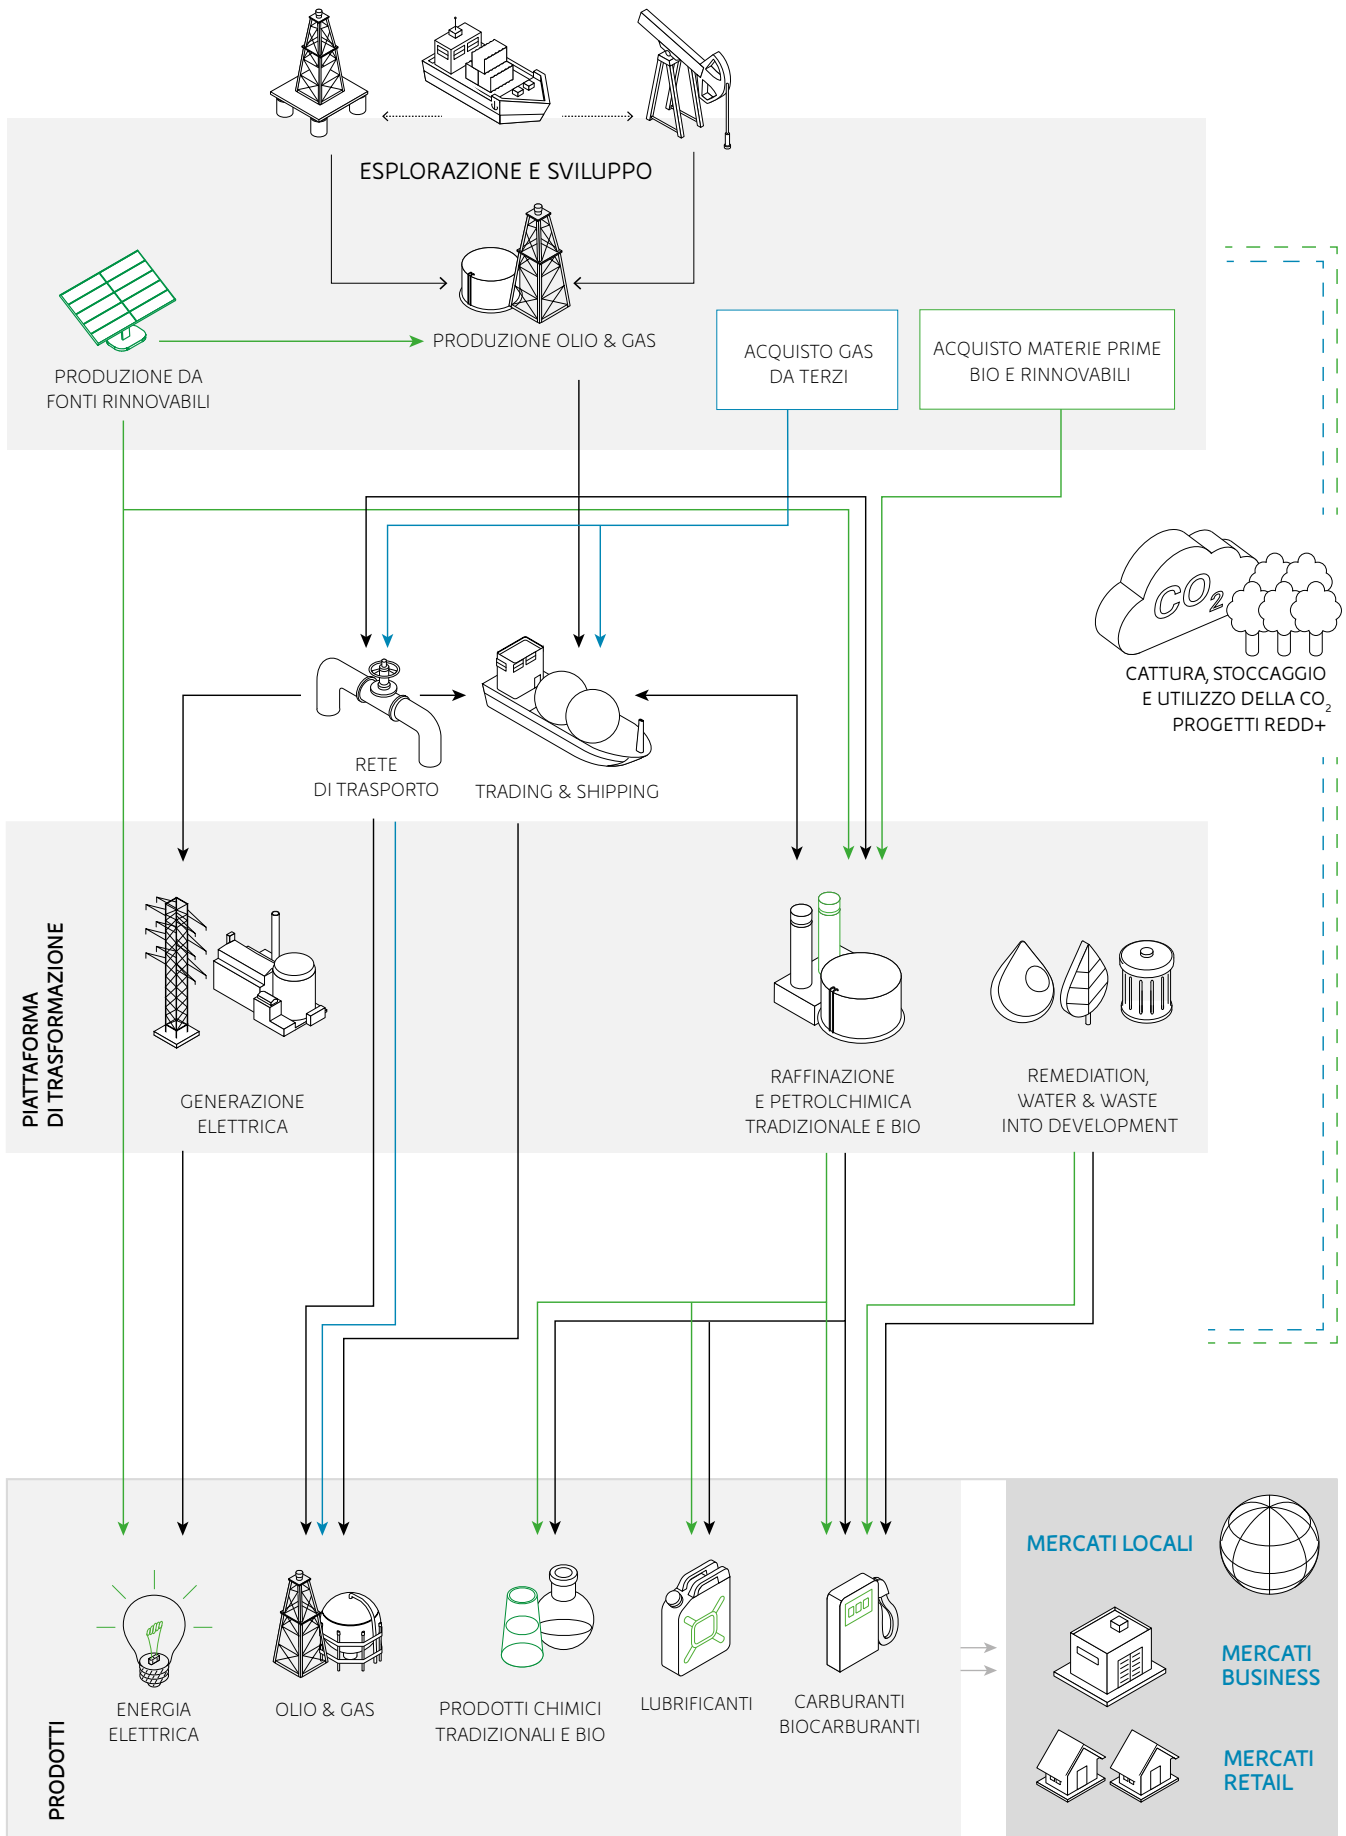 ESPLORAZIONE E SVILUPPO
PRODUZIONE OLIO & GAS
PRODUZIONE DA
FONTI RINNOVABILI
ACQUISTO GAS
DA TERZI
ACQUISTO MATERIE PRIME
BIO E RINNOVABILI
CO2
CATTURA, STOCCAGGIO
E UTILIZZO DELLA CO2
PROGETTI REDD+
RETE
DI TRASPORTO
TRADING & SHIPPING
PIATTAFORMA
DI TRASFORMAZIONE
GENERAZIONE
ELETTRICA
RAFFINAZIONE
E PETROLCHIMICA
TRADIZIONALE E BIO
REMEDIATION,
WATER & WASTE
INTO DEVELOPMENT
PRODOTTI
ENERGIA
ELETTRICA
OLIO & GAS
PRODOTTI CHIMICI
TRADIZIONALI E BIO
LUBRIFICANTI
CARBURANTI
BIOCARBURANTI
MERCATI LOCALI
MERCATI
BUSINESS
MERCATI
RETAIL